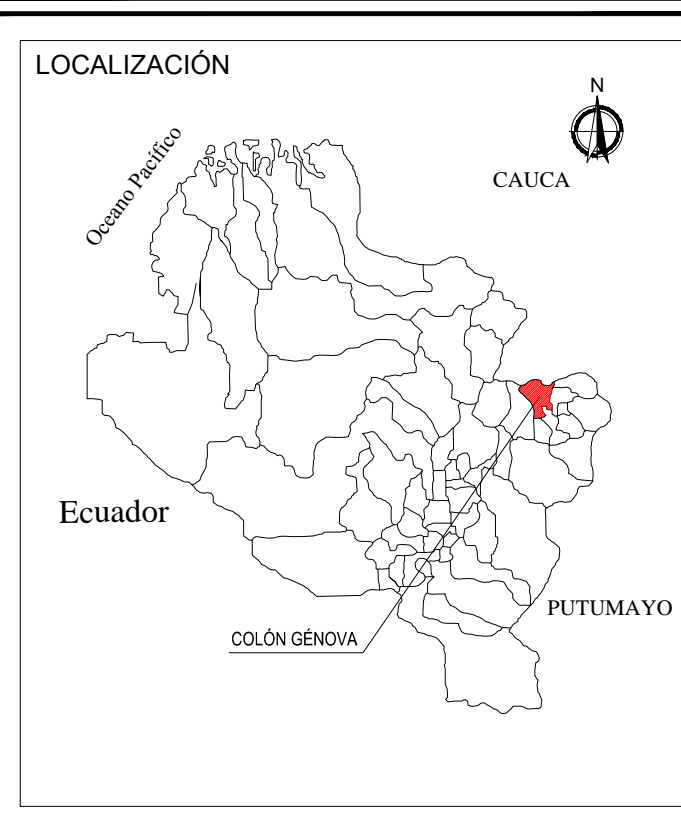 LOCALIZACIÓN
N
Oceano Pacífico
CAUCA
Ecuador
PUTUMAYO
COLÓN GÉNOVA